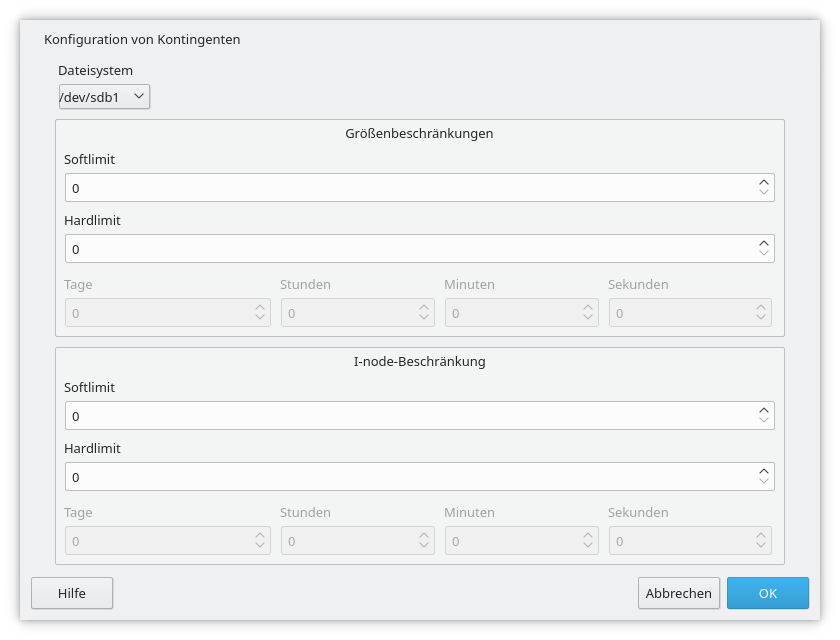 Konfiguration von Kontingenten
Dateisystem
/dev/sdb1
Größenbeschränkungen
Softlimit
0
Hardlimit
0
Tage Stunden Minuten Sekunden
0 0 0 0
I-node-Beschränkung
Softlimit
0
Hardlimit
0
Tage Stunden Minuten Sekunden
0 0 0 0
Hilfe Abbrechen OK